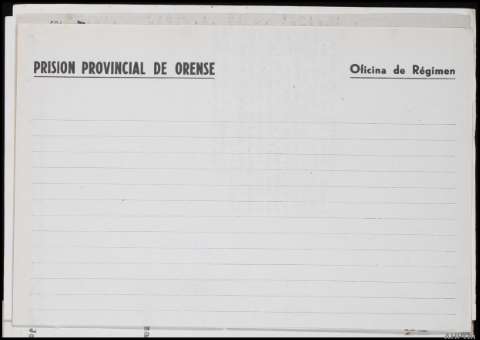 PRISION PROVINCIAL DE ORENSE
Oficina de Régimen